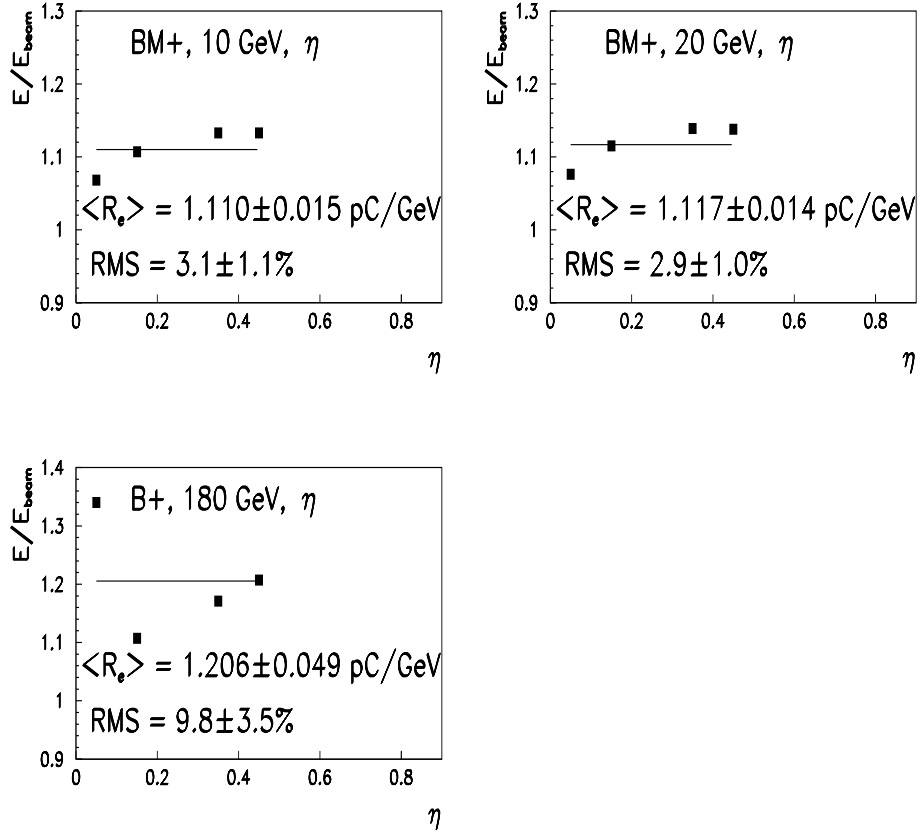 E/E_beam
1.3
1.2
1.1
1
0.9
BM+, 10 GeV, η
<R_e> = 1.110±0.015 pC/GeV
RMS = 3.1±1.1%
0 0.2 0.4 0.6 0.8
η
E/E_beam
1.3
1.2
1.1
1
0.9
BM+, 20 GeV, η
<R_e> = 1.117±0.014 pC/GeV
RMS = 2.9±1.0%
0 0.2 0.4 0.6 0.8
η
E/E_beam
1.4
1.3
1.2
1.1
1
0.9
B+, 180 GeV, η
<R_e> = 1.206±0.049 pC/GeV
RMS = 9.8±3.5%
0 0.2 0.4 0.6 0.8
η